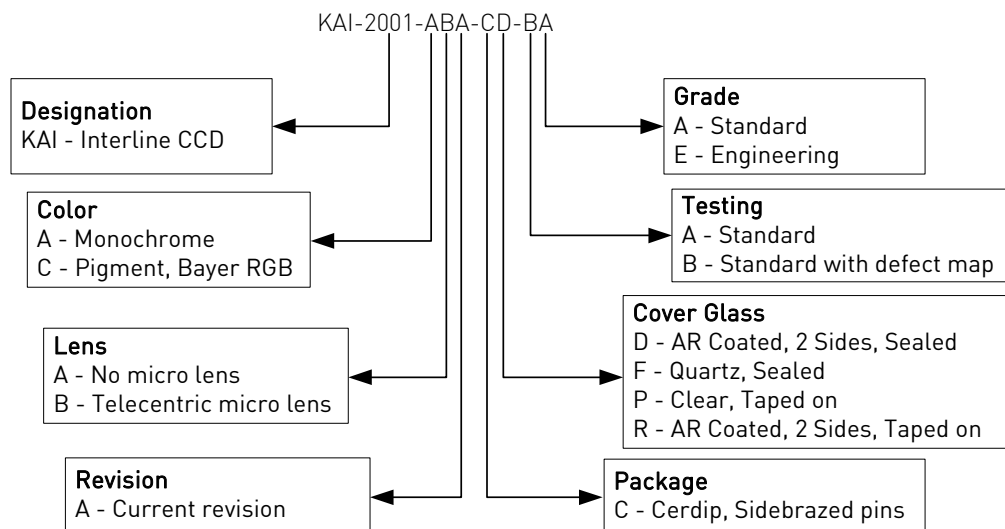 KAI-2001-ABA-CD-BA
Designation
KAI - Interline CCD
Color
A - Monochrome
C - Pigment, Bayer RGB
Lens
A - No micro lens
B - Telecentric micro lens
Revision
A - Current revision
Grade
A - Standard
E - Engineering
Testing
A - Standard
B - Standard with defect map
Cover Glass
D - AR Coated, 2 Sides, Sealed
F - Quartz, Sealed
P - Clear, Taped on
R - AR Coated, 2 Sides, Taped on
Package
C - Cerdip, Sidebrazed pins